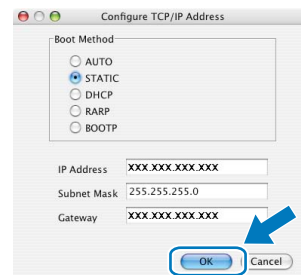 Configure TCP/IP Address
Boot Method
AUTO
STATIC
DHCP
RARP
BOOTP
IP Address XXX.XXX.XXX.XXX
Subnet Mask 255.255.255.0
Gateway XXX.XXX.XXX.XXX
OK Cancel